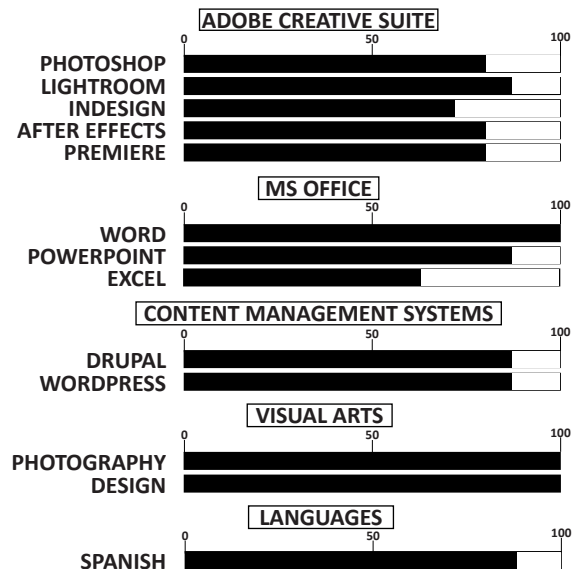 ADOBE CREATIVE SUITE
0 50 100
PHOTOSHOP
LIGHTROOM
INDESIGN
AFTER EFFECTS
PREMIERE
MS OFFICE
0 50 100
WORD
POWERPOINT
EXCEL
CONTENT MANAGEMENT SYSTEMS
0 50 100
DRUPAL
WORDPRESS
VISUAL ARTS
0 50 100
PHOTOGRAPHY
DESIGN
LANGUAGES
0 50 100
SPANISH